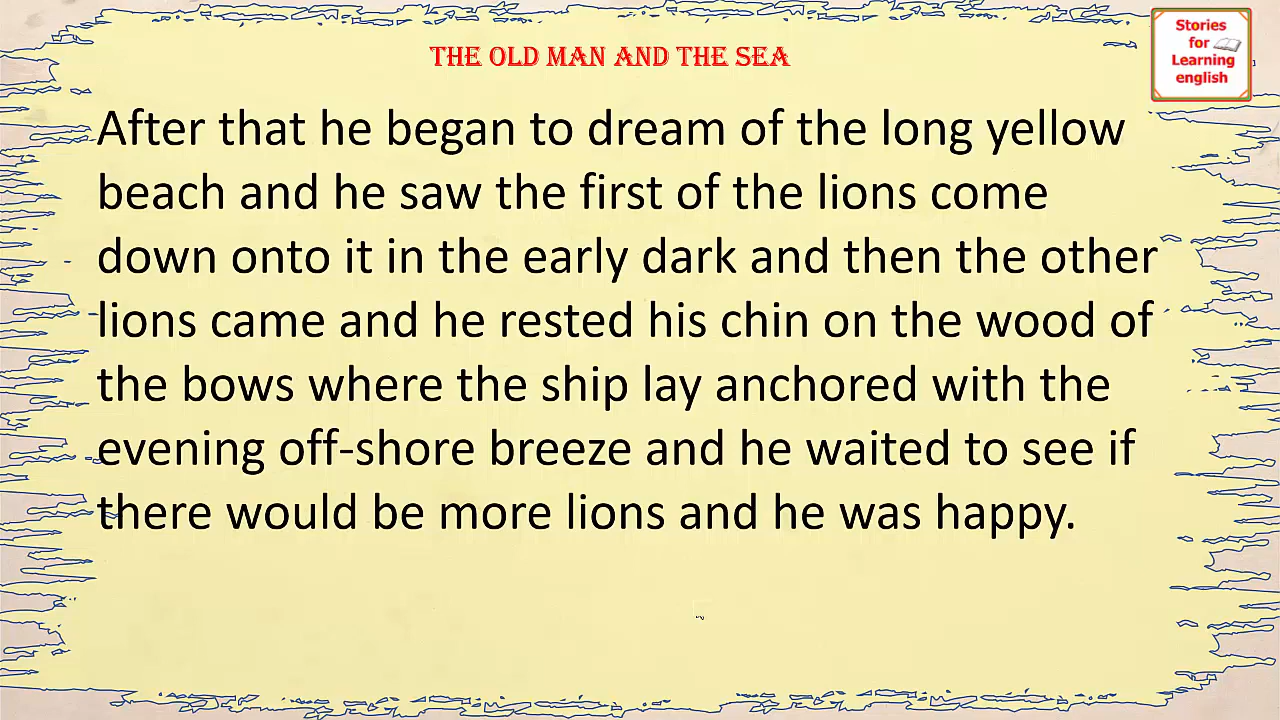 THE OLD MAN AND THE SEA
Stories
for
Learning
english
After that he began to dream of the long yellow
beach and he saw the first of the lions come
down onto it in the early dark and then the other
lions came and he rested his chin on the wood of
the bows where the ship lay anchored with the
evening off-shore breeze and he waited to see if
there would be more lions and he was happy.